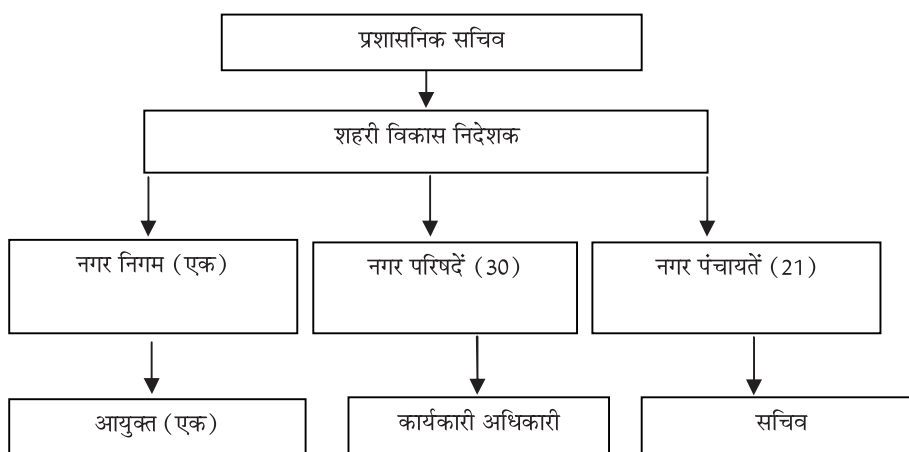 प्रशासनिक सचिव
शहरी विकास निदेशक
नगर निगम (एक)
नगर परिषदें (30)
नगर पंचायतें (21)
आयुक्त (एक)
कार्यकारी अधिकारी
सचिव